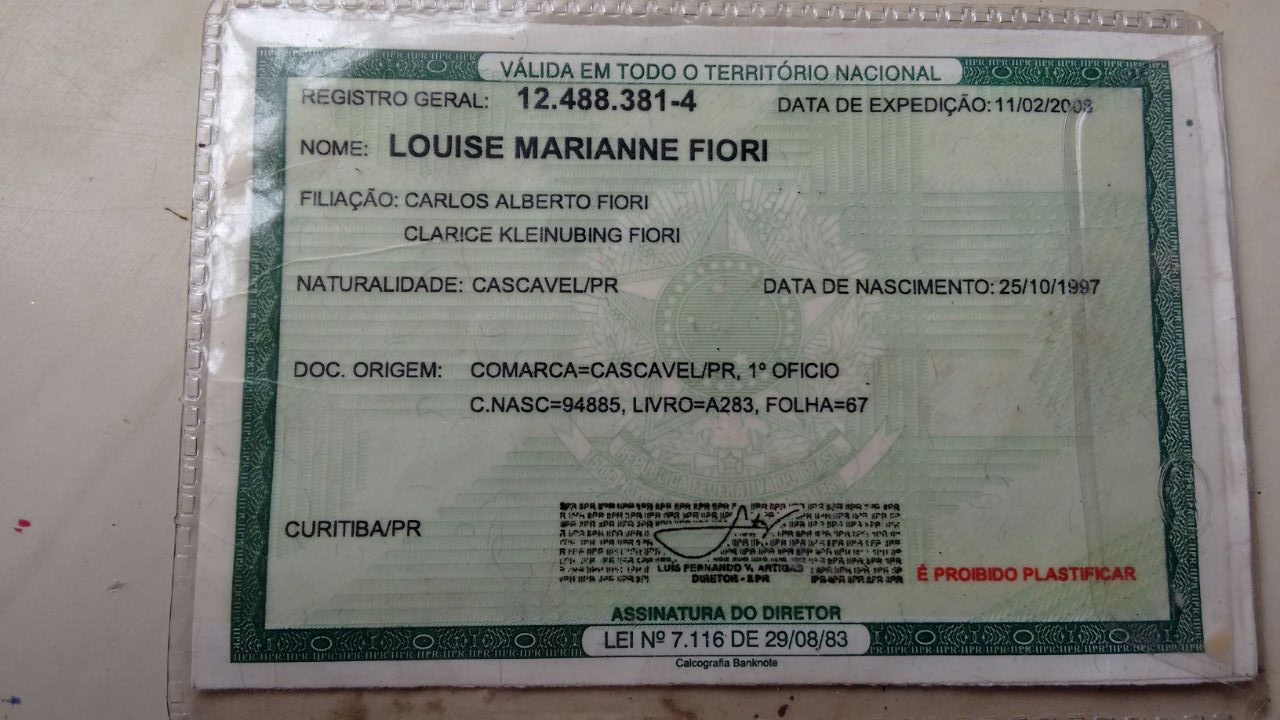 VÁLIDA EM TODO O TERRITÓRIO NACIONAL
REGISTRO GERAL: 12.488.381-4 DATA DE EXPEDIÇÃO: 11/02/2008
NOME: LOUISE MARIANNE FIORI
FILIAÇÃO: CARLOS ALBERTO FIORI
CLARICE KLEINUBING FIORI
NATURALIDADE: CASCAVEL/PR DATA DE NASCIMENTO: 25/10/1997
DOC. ORIGEM: COMARCA=CASCAVEL/PR, 1º OFICIO
C.NASC=94885, LIVRO=A283, FOLHA=67
CURITIBA/PR
LUÍS FERNANDO V. ARTIGAS
DIRETOR - IIPR
É PROIBIDO PLASTIFICAR
ASSINATURA DO DIRETOR
LEI Nº 7.116 DE 29/08/83
Calcografia Banknote